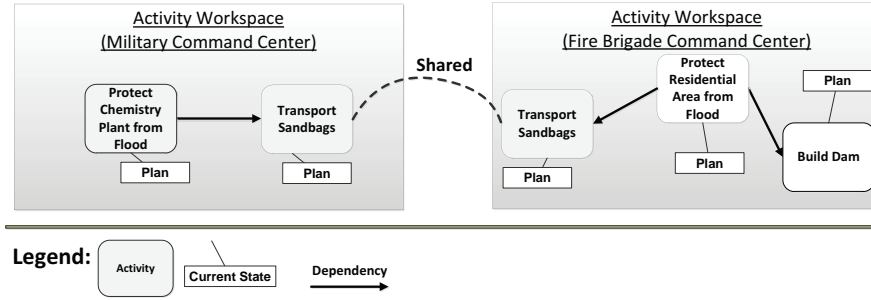 Activity Workspace
(Military Command Center)
Protect
Chemistry
Plant from
Flood
Plan
Transport
Sandbags
Plan
Shared
Activity Workspace
(Fire Brigade Command Center)
Transport
Sandbags
Plan
Protect
Residential
Area from
Flood
Plan
Plan
Build Dam
Legend:
Activity
Current State
Dependency